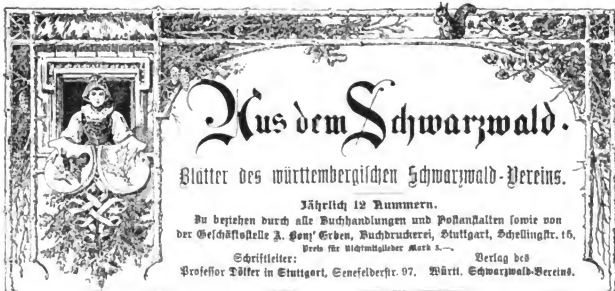 Aus dem Schwarzwald.
Blätter des württembergischen Schwarzwald-Vereins.
Jährlich 12 Nummern.
Zu beziehen durch alle Buchhandlungen und Postanstalten sowie von
der Geschäftsstelle A. Bonz' Erben, Buchdruckerei, Stuttgart, Schellingstr. 15.
Preis für Nichtmitglieder Mark 5.—
Schriftleiter:
Professor Dölker in Stuttgart, Senefelderstr. 97.
Verlag des
Württ. Schwarzwald-Vereins.